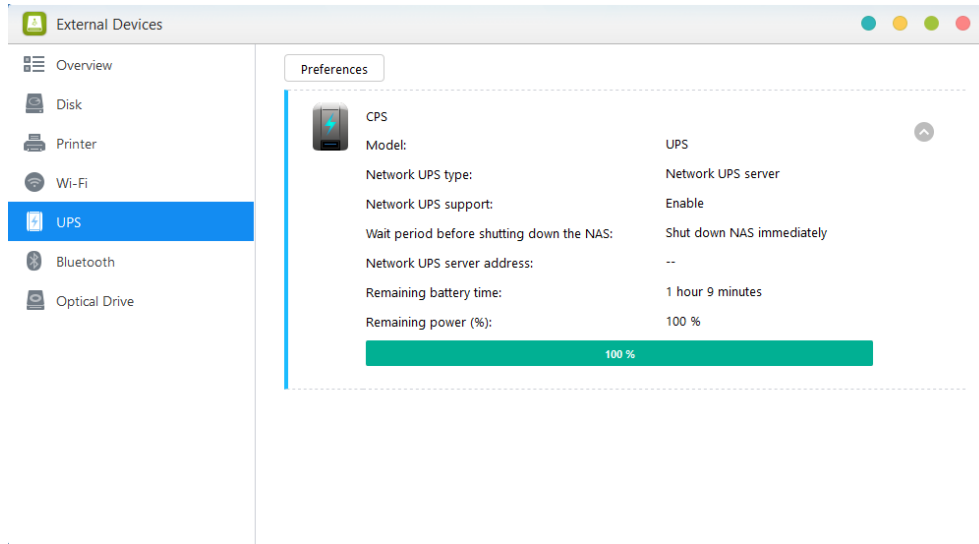 External Devices
Overview
Disk
Printer
Wi-Fi
UPS
Bluetooth
Optical Drive
Preferences
CPS
Model: UPS
Network UPS type: Network UPS server
Network UPS support: Enable
Wait period before shutting down the NAS: Shut down NAS immediately
Network UPS server address: --
Remaining battery time: 1 hour 9 minutes
Remaining power (%): 100 %
100 %